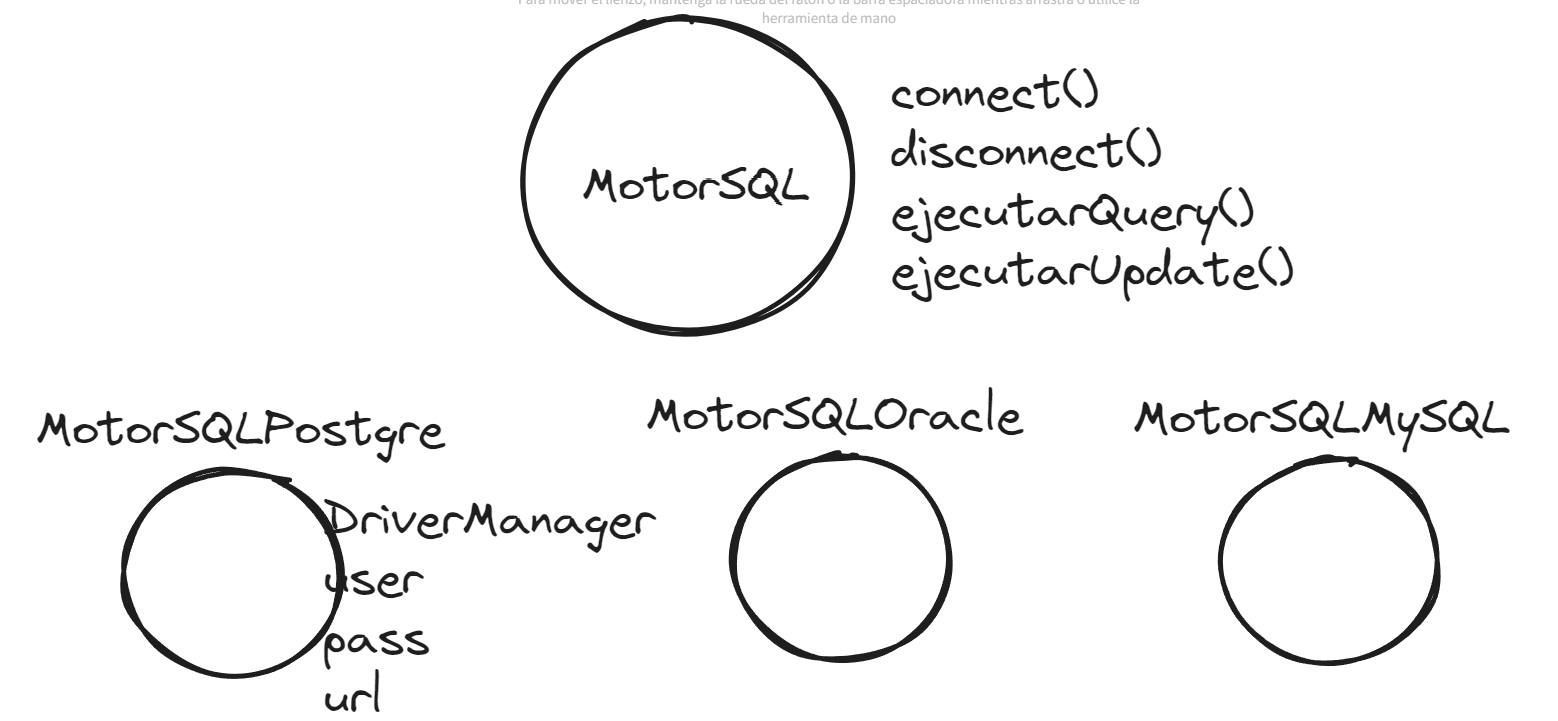 Para mover el lienzo, mantenga la rueda del ratón o la barra espaciadora mientras arrastra o utilice la
herramienta de mano
MotorSQL
connect()
disconnect()
ejecutarQuery()
ejecutarUpdate()
MotorSQLPostgre
MotorSQLOracle
MotorSQLMySQL
DriverManager
user
pass
url